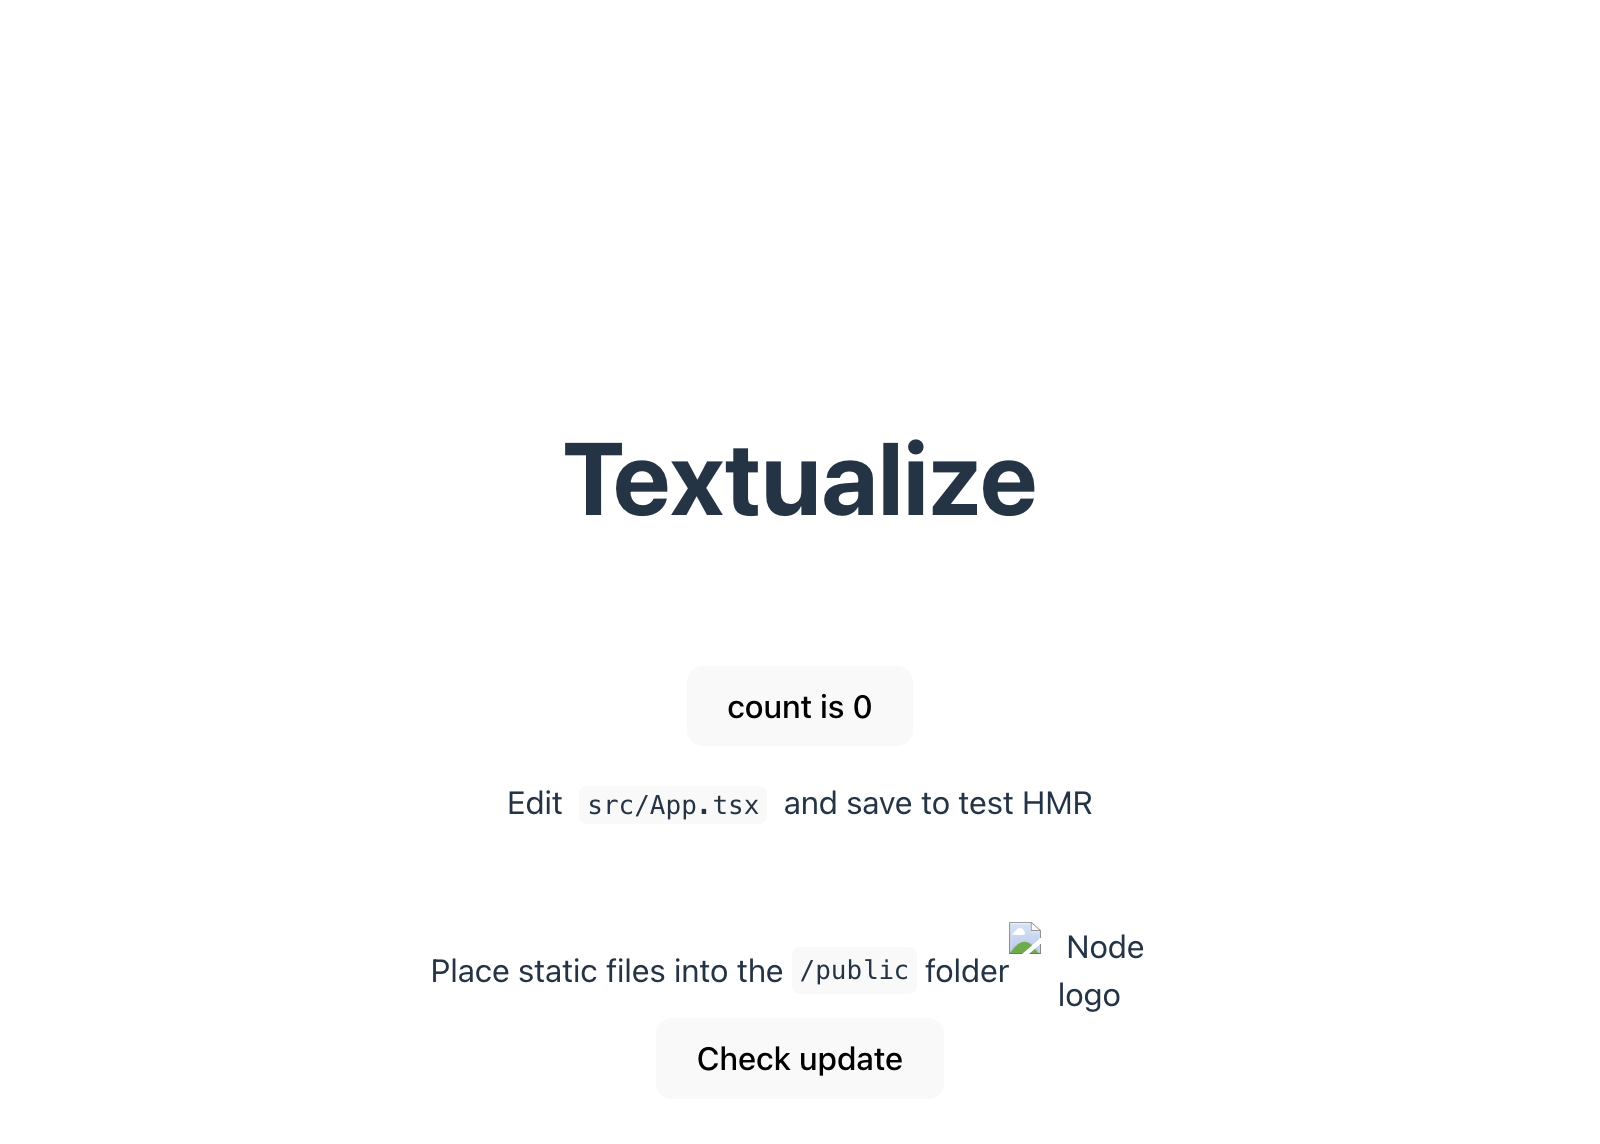 Textualize
count is 0
Edit src/App.tsx and save to test HMR
Place static files into the /public folder Node
logo
Check update